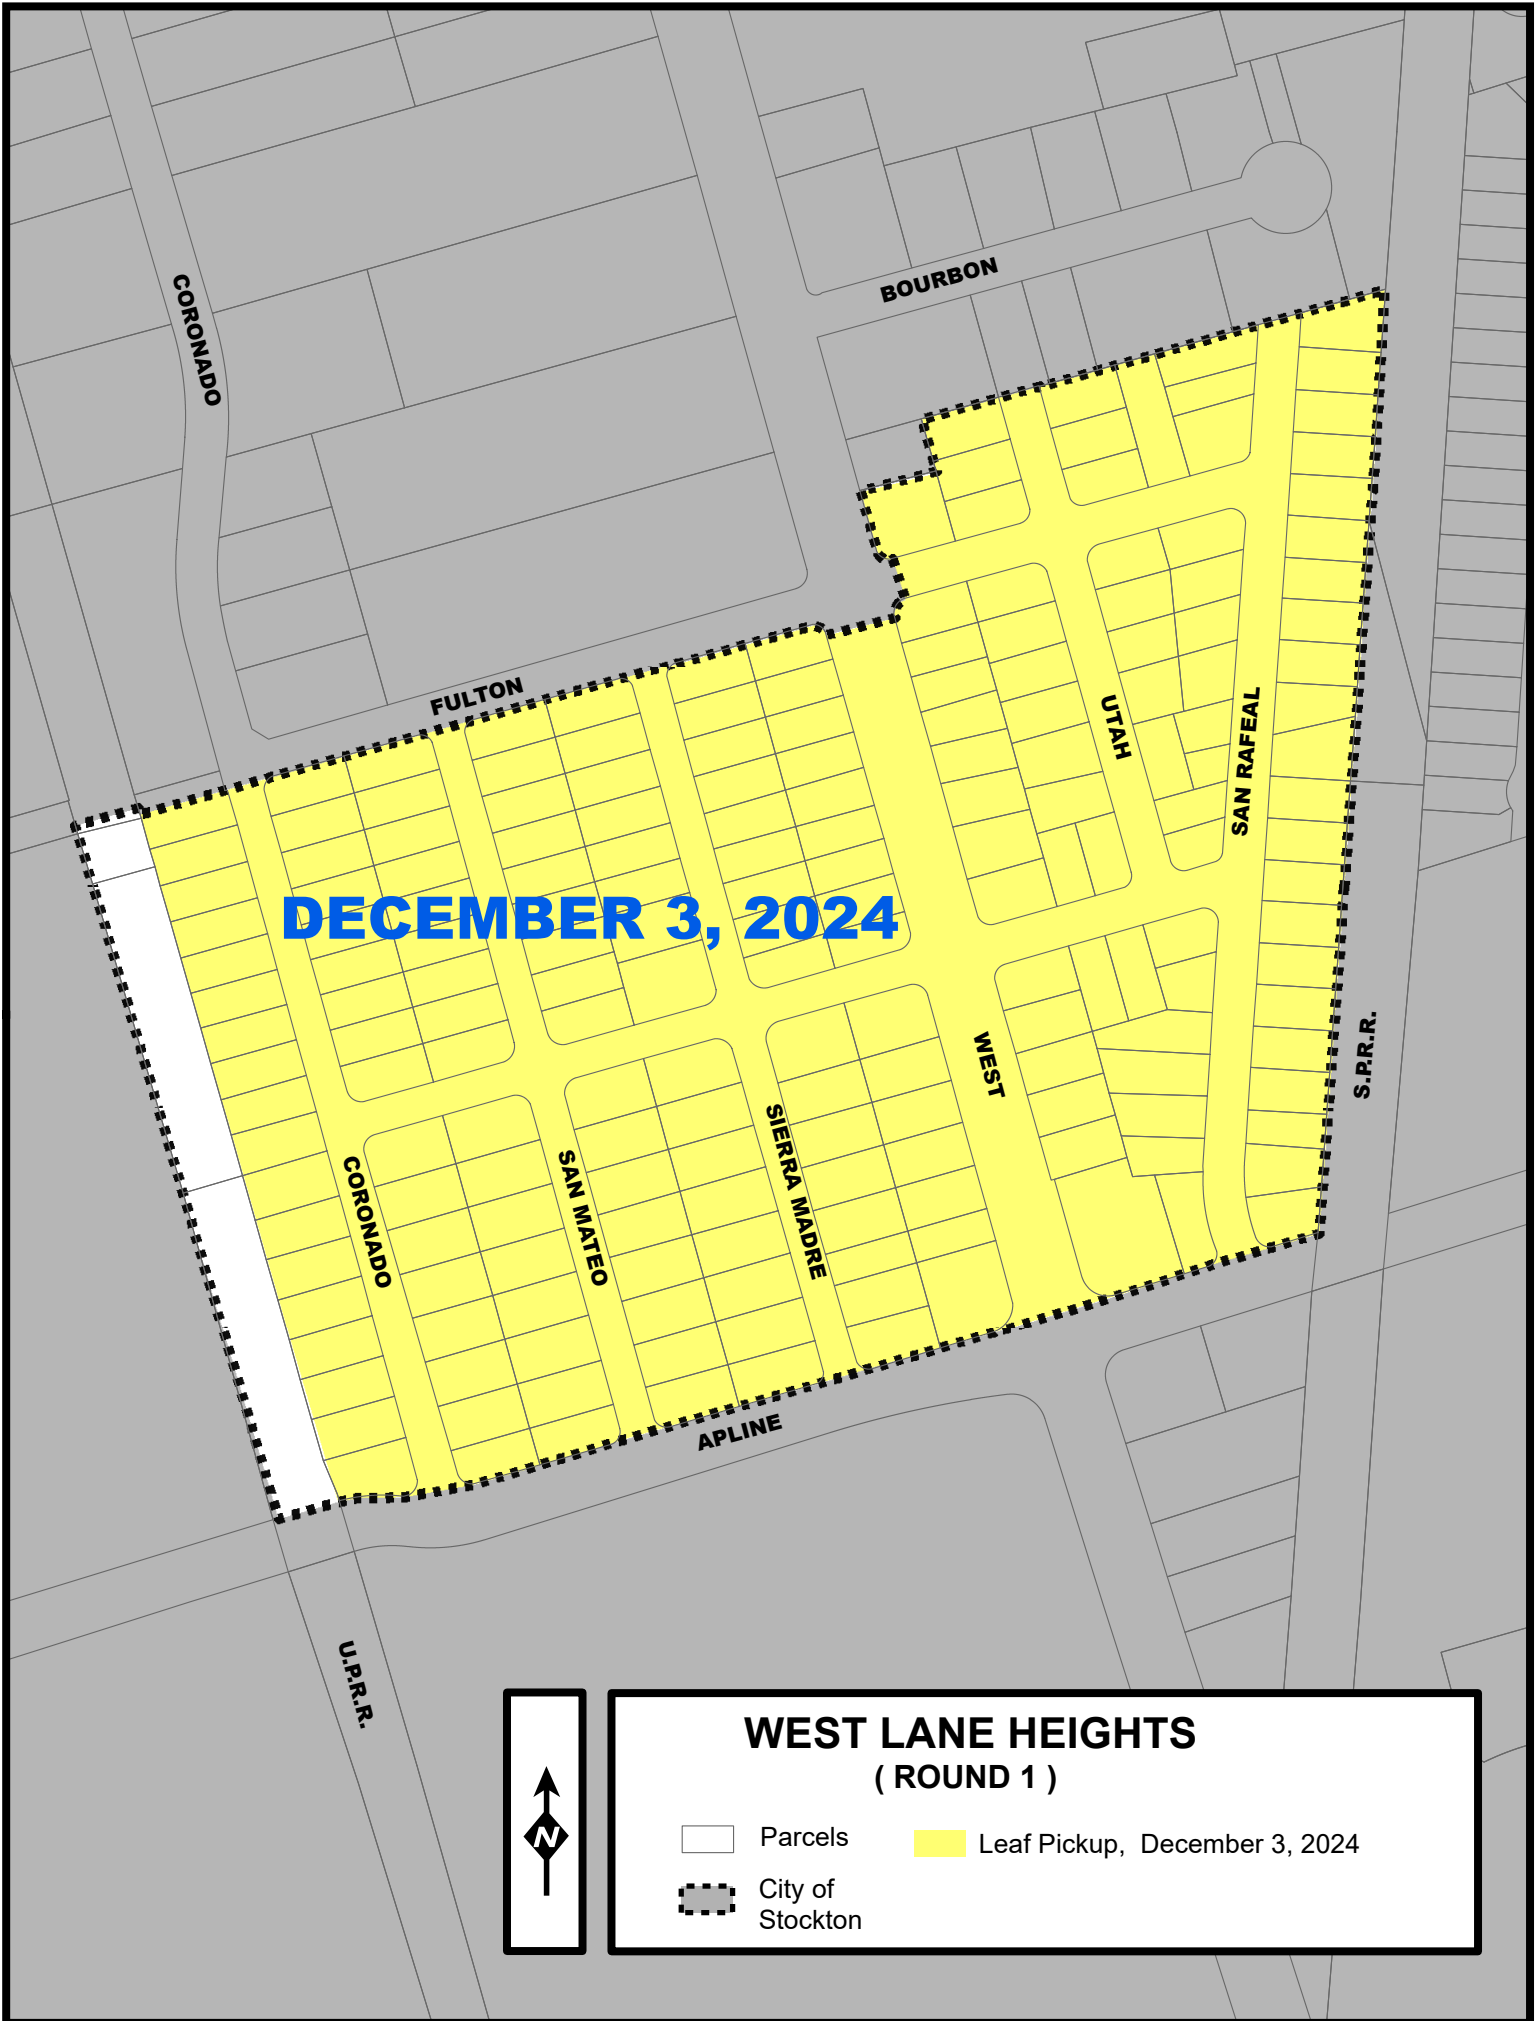 CORONADO
BOURBON
FULTON
UTAH
SAN RAFEAL
DECEMBER 3, 2024
WEST
S.P.R.R.
CORONADO
SAN MATEO
SIERRA MADRE
APLINE
U.P.R.R.
WEST LANE HEIGHTS
( ROUND 1 )
N
Parcels
Leaf Pickup, December 3, 2024
City of
Stockton